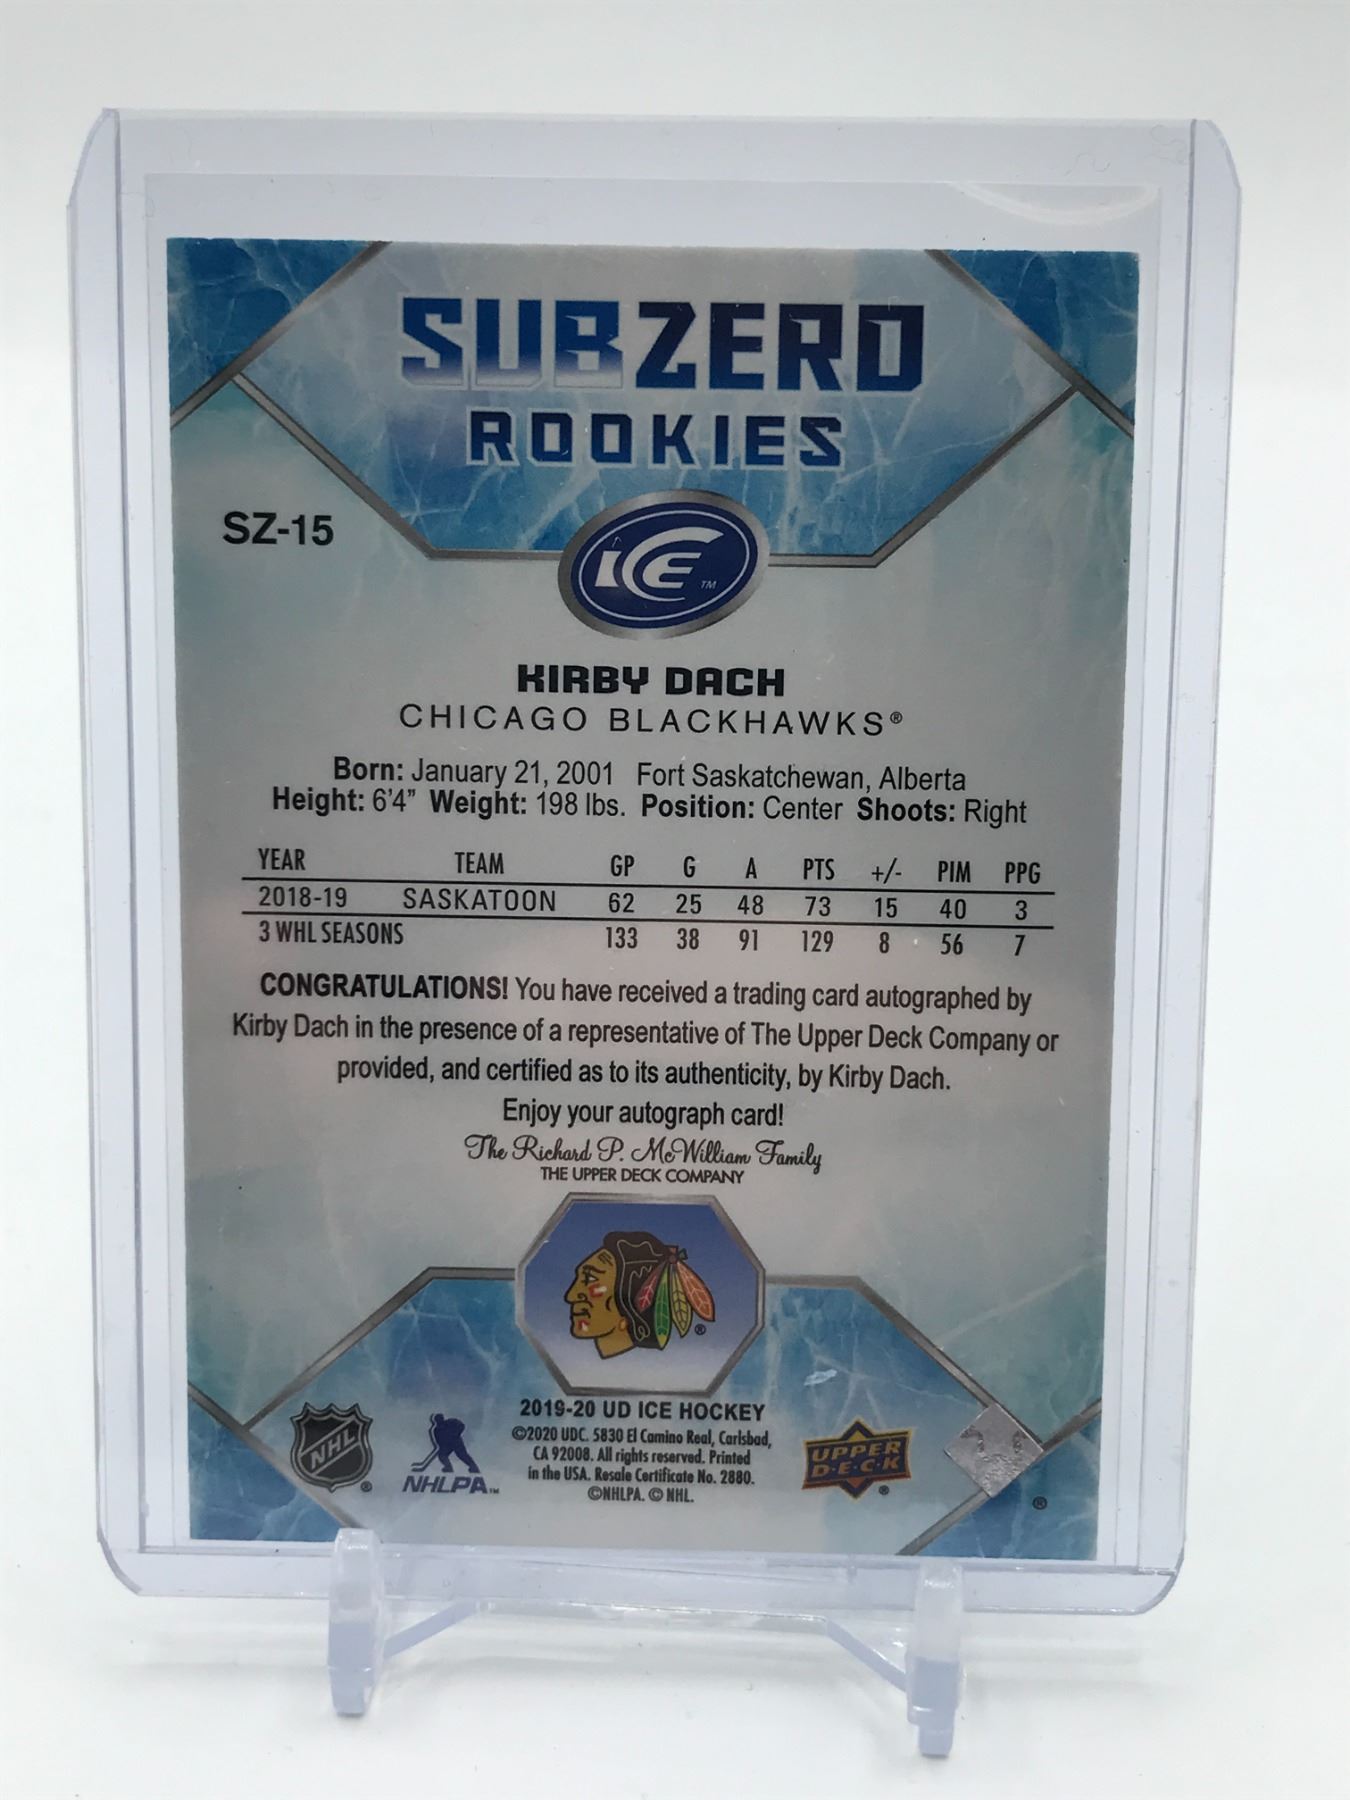 SUBZERO
ROOKIES
SZ-15
ICE TM
KIRBY DACH
CHICAGO BLACKHAWKS®
Born: January 21, 2001 Fort Saskatchewan, Alberta
Height: 6'4" Weight: 198 lbs. Position: Center Shoots: Right
YEAR TEAM GP G A PTS +/- PIM PPG
2018-19 SASKATOON 62 25 48 73 15 40 3
3 WHL SEASONS 133 38 91 129 8 56 7
CONGRATULATIONS! You have received a trading card autographed by
Kirby Dach in the presence of a representative of The Upper Deck Company or
provided, and certified as to its authenticity, by Kirby Dach.
Enjoy your autograph card!
The Richard P. McWilliam Family
THE UPPER DECK COMPANY
®
2019-20 UD ICE HOCKEY
©2020 UDC. 5830 El Camino Real, Carlsbad,
CA 92008. All rights reserved. Printed
in the USA. Resale Certificate No. 2880.
©NHLPA. © NHL.
NHL ®
NHLPA™
UPPER
D·E·C·K ®
®